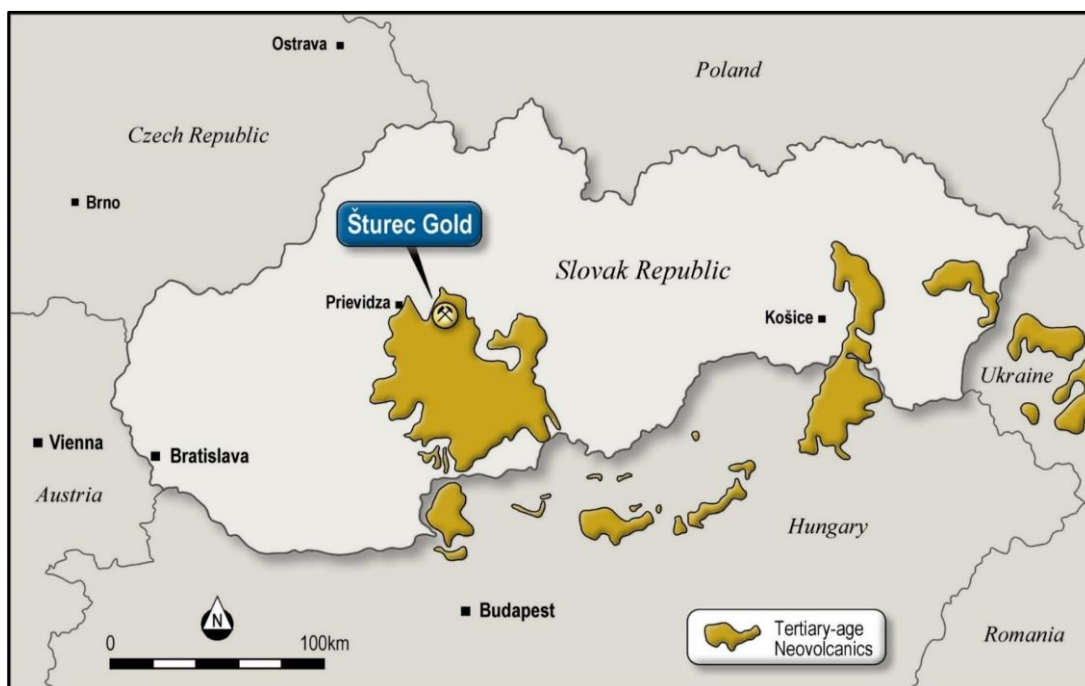 Ostrava
Poland
Czech Republic
Brno
Šturec Gold
Slovak Republic
Prievidza
Košice
Ukraine
Vienna
Bratislava
Austria
Hungary
N
Budapest
0 100km
Tertiary-age
Neovolcanics
Romania